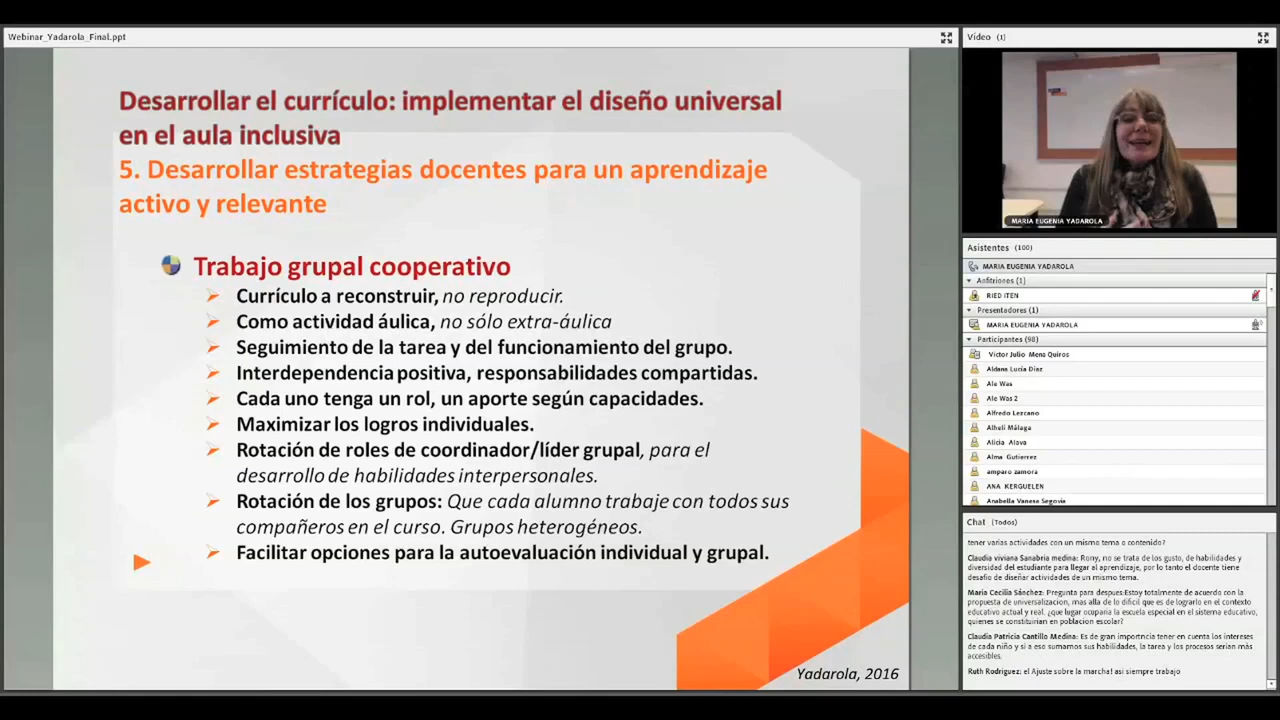 Webinar_Yadarola_Final.ppt
Desarrollar el currículo: implementar el diseño universal
en el aula inclusiva
5. Desarrollar estrategias docentes para un aprendizaje
activo y relevante
Trabajo grupal cooperativo
Currículo a reconstruir, no reproducir.
Como actividad áulica, no sólo extra-áulica
Seguimiento de la tarea y del funcionamiento del grupo.
Interdependencia positiva, responsabilidades compartidas.
Cada uno tenga un rol, un aporte según capacidades.
Maximizar los logros individuales.
Rotación de roles de coordinador/líder grupal, para el
desarrollo de habilidades interpersonales.
Rotación de los grupos: Que cada alumno trabaje con todos sus
compañeros en el curso. Grupos heterogéneos.
Facilitar opciones para la autoevaluación individual y grupal.
Yadarola, 2016
Vídeo (1)
MARIA EUGENIA YADAROLA
Asistentes (100)
MARIA EUGENIA YADAROLA
Anfitriones (1)
RIED ITEN
Presentadores (1)
MARIA EUGENIA YADAROLA
Participantes (98)
Victor Julio Mena Quiros
Aldana Lucía Díaz
Ale Was
Ale Was 2
Alfredo Lezcano
Alheli Málaga
Alicia Alava
Alma Gutierrez
amparo zamora
ANA KERGUELEN
Anabella Vanesa Segovia
Chat (Todos)
tener varias actividades con un mismo tema o contenido?
Claudia viviana Sanabria medina: Rony, no se trata de los gusto, de habilidades y
diversidad del estudiante para llegar al aprendizaje, por lo tanto el docente tiene
desafio de diseñar actividades de un mismo tema.
Maria Cecilia Sánchez: Pregunta para despues:Estoy totalmente de acuerdo con la
propuesta de universalizacion, mas alla de lo dificil que es de lograrlo en el contexto
educativo actual y real. ¿que lugar ocuparia la escuela especial en el sistema educativo,
quienes se constituirian en poblacion escolar?
Claudia Patricia Cantillo Medina: Es de gran importncia tener en cuenta los intereses
de cada niño y si a eso sumamos sus habilidades, la tarea y los procesos serian más
accesibles.
Ruth Rodriguez: el Ajuste sobre la marcha! asi siempre trabajo